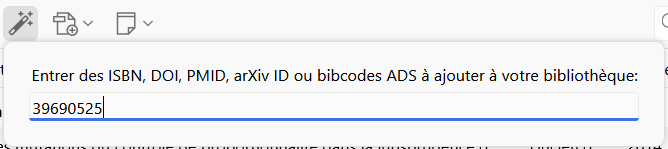 Entrer des ISBN, DOI, PMID, arXiv ID ou bibcodes ADS à ajouter à votre bibliothèque:
39690525